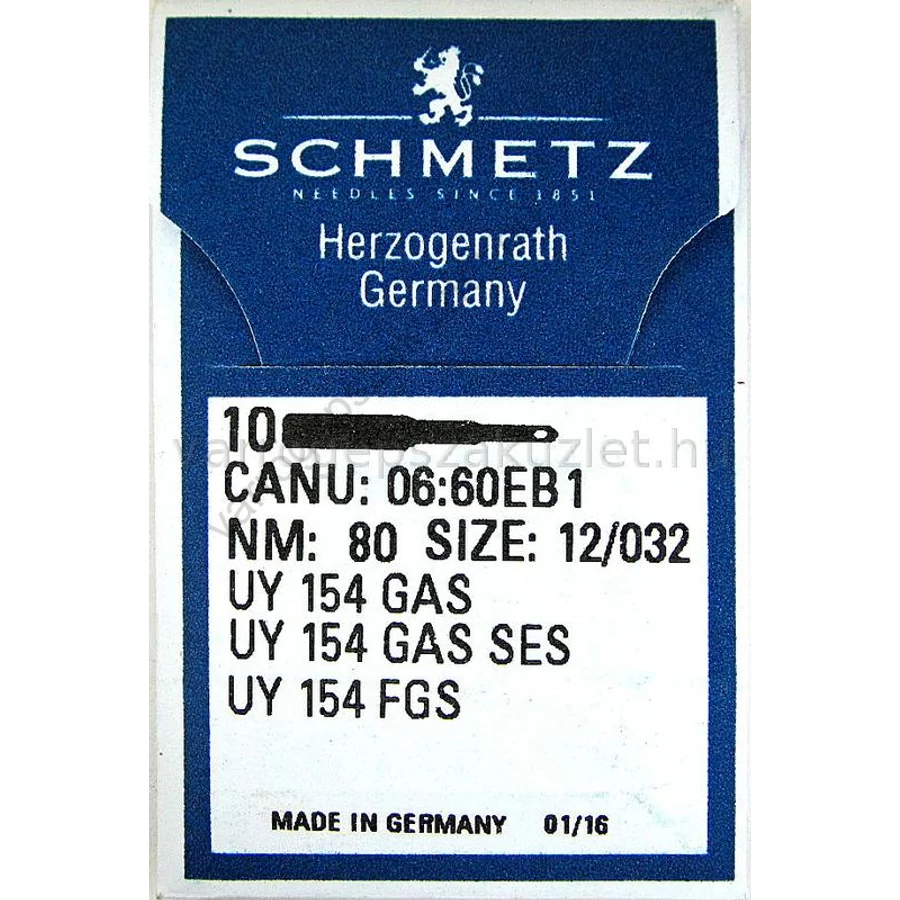 SCHMETZ
NEEDLES SINCE 1851
Herzogenrath
Germany
10
CANU: 06:60EB1
NM: 80 SIZE: 12/032
UY 154 GAS
UY 154 GAS SES
UY 154 FGS
MADE IN GERMANY 01/16